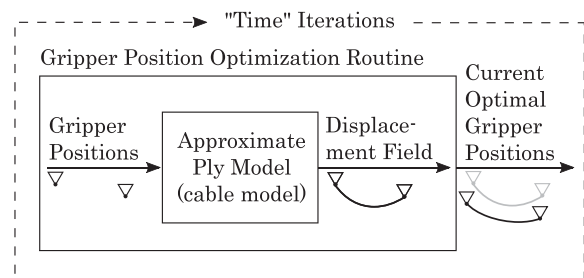 "Time" Iterations
Gripper Position Optimization Routine
Gripper
Positions
Approximate
Ply Model
(cable model)
Displace-
ment Field
Current
Optimal
Gripper
Positions